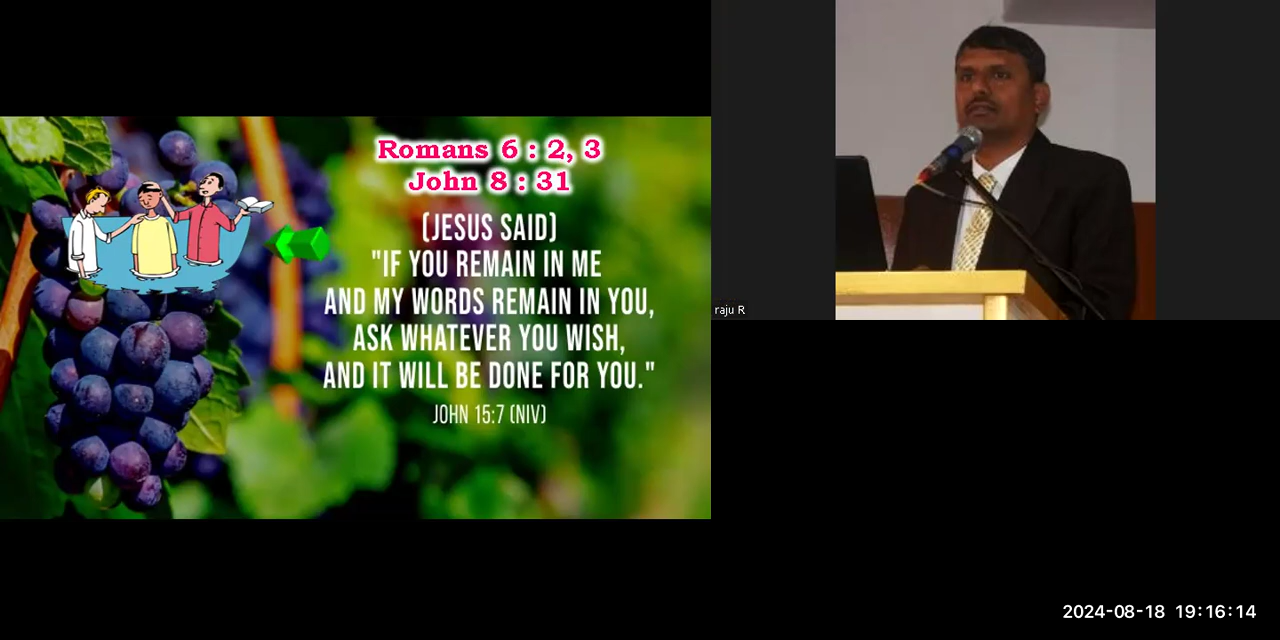 Romans 6 : 2, 3
John 8 : 31
(JESUS SAID)
"IF YOU REMAIN IN ME
AND MY WORDS REMAIN IN YOU,
ASK WHATEVER YOU WISH,
AND IT WILL BE DONE FOR YOU."
JOHN 15:7 (NIV)
raju R
2024-08-18 19:16:14